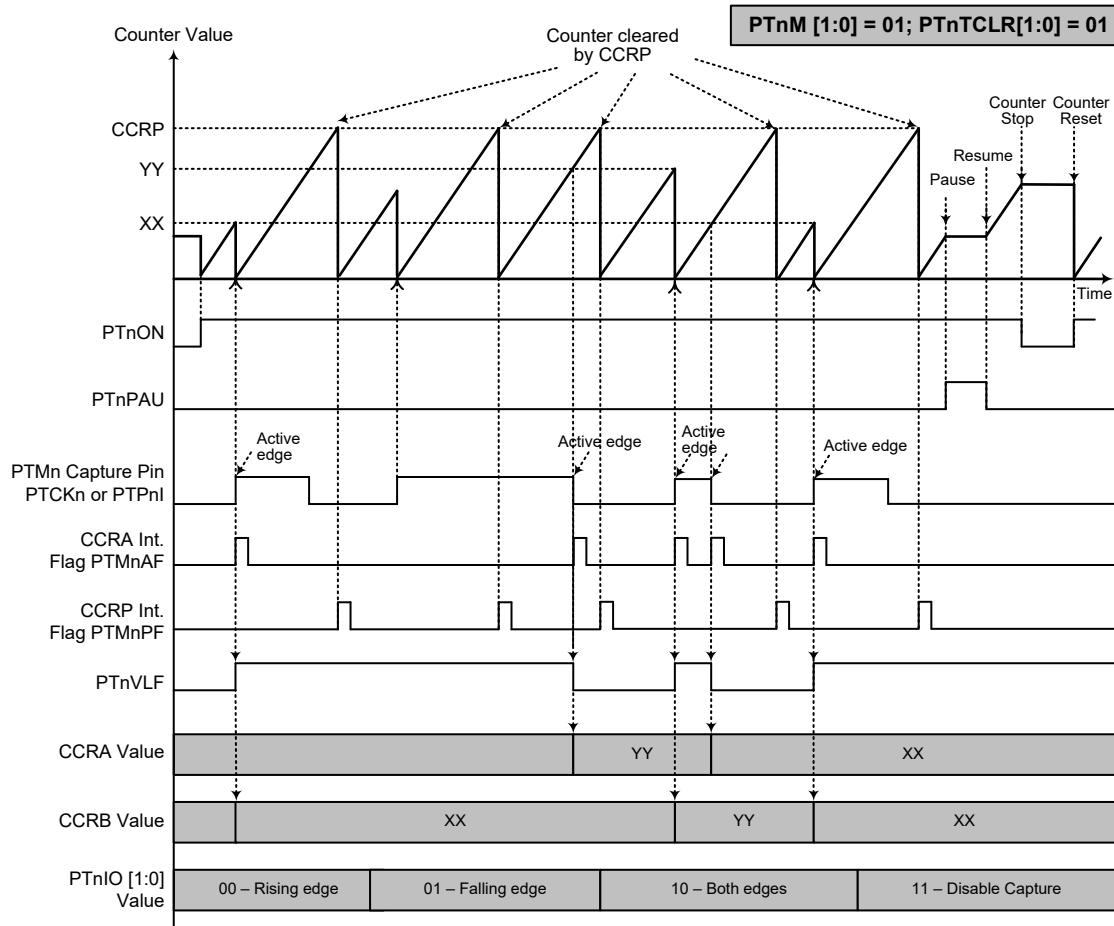 PTnM [1:0] = 01; PTnTCLR[1:0] = 01
Counter Value
Counter cleared
by CCRP
Counter
Stop
Counter
Reset
CCRP
YY
XX
Resume
Pause
Time
PTnON
PTnPAU
Active
edge
Active edge
Active
edge
Active edge
PTMn Capture Pin
PTCKn or PTPnI
CCRA Int.
Flag PTMnAF
CCRP Int.
Flag PTMnPF
PTnVLF
CCRA Value
YY
XX
CCRB Value
XX
YY
XX
PTnIO [1:0]
Value
00 – Rising edge
01 – Falling edge
10 – Both edges
11 – Disable Capture